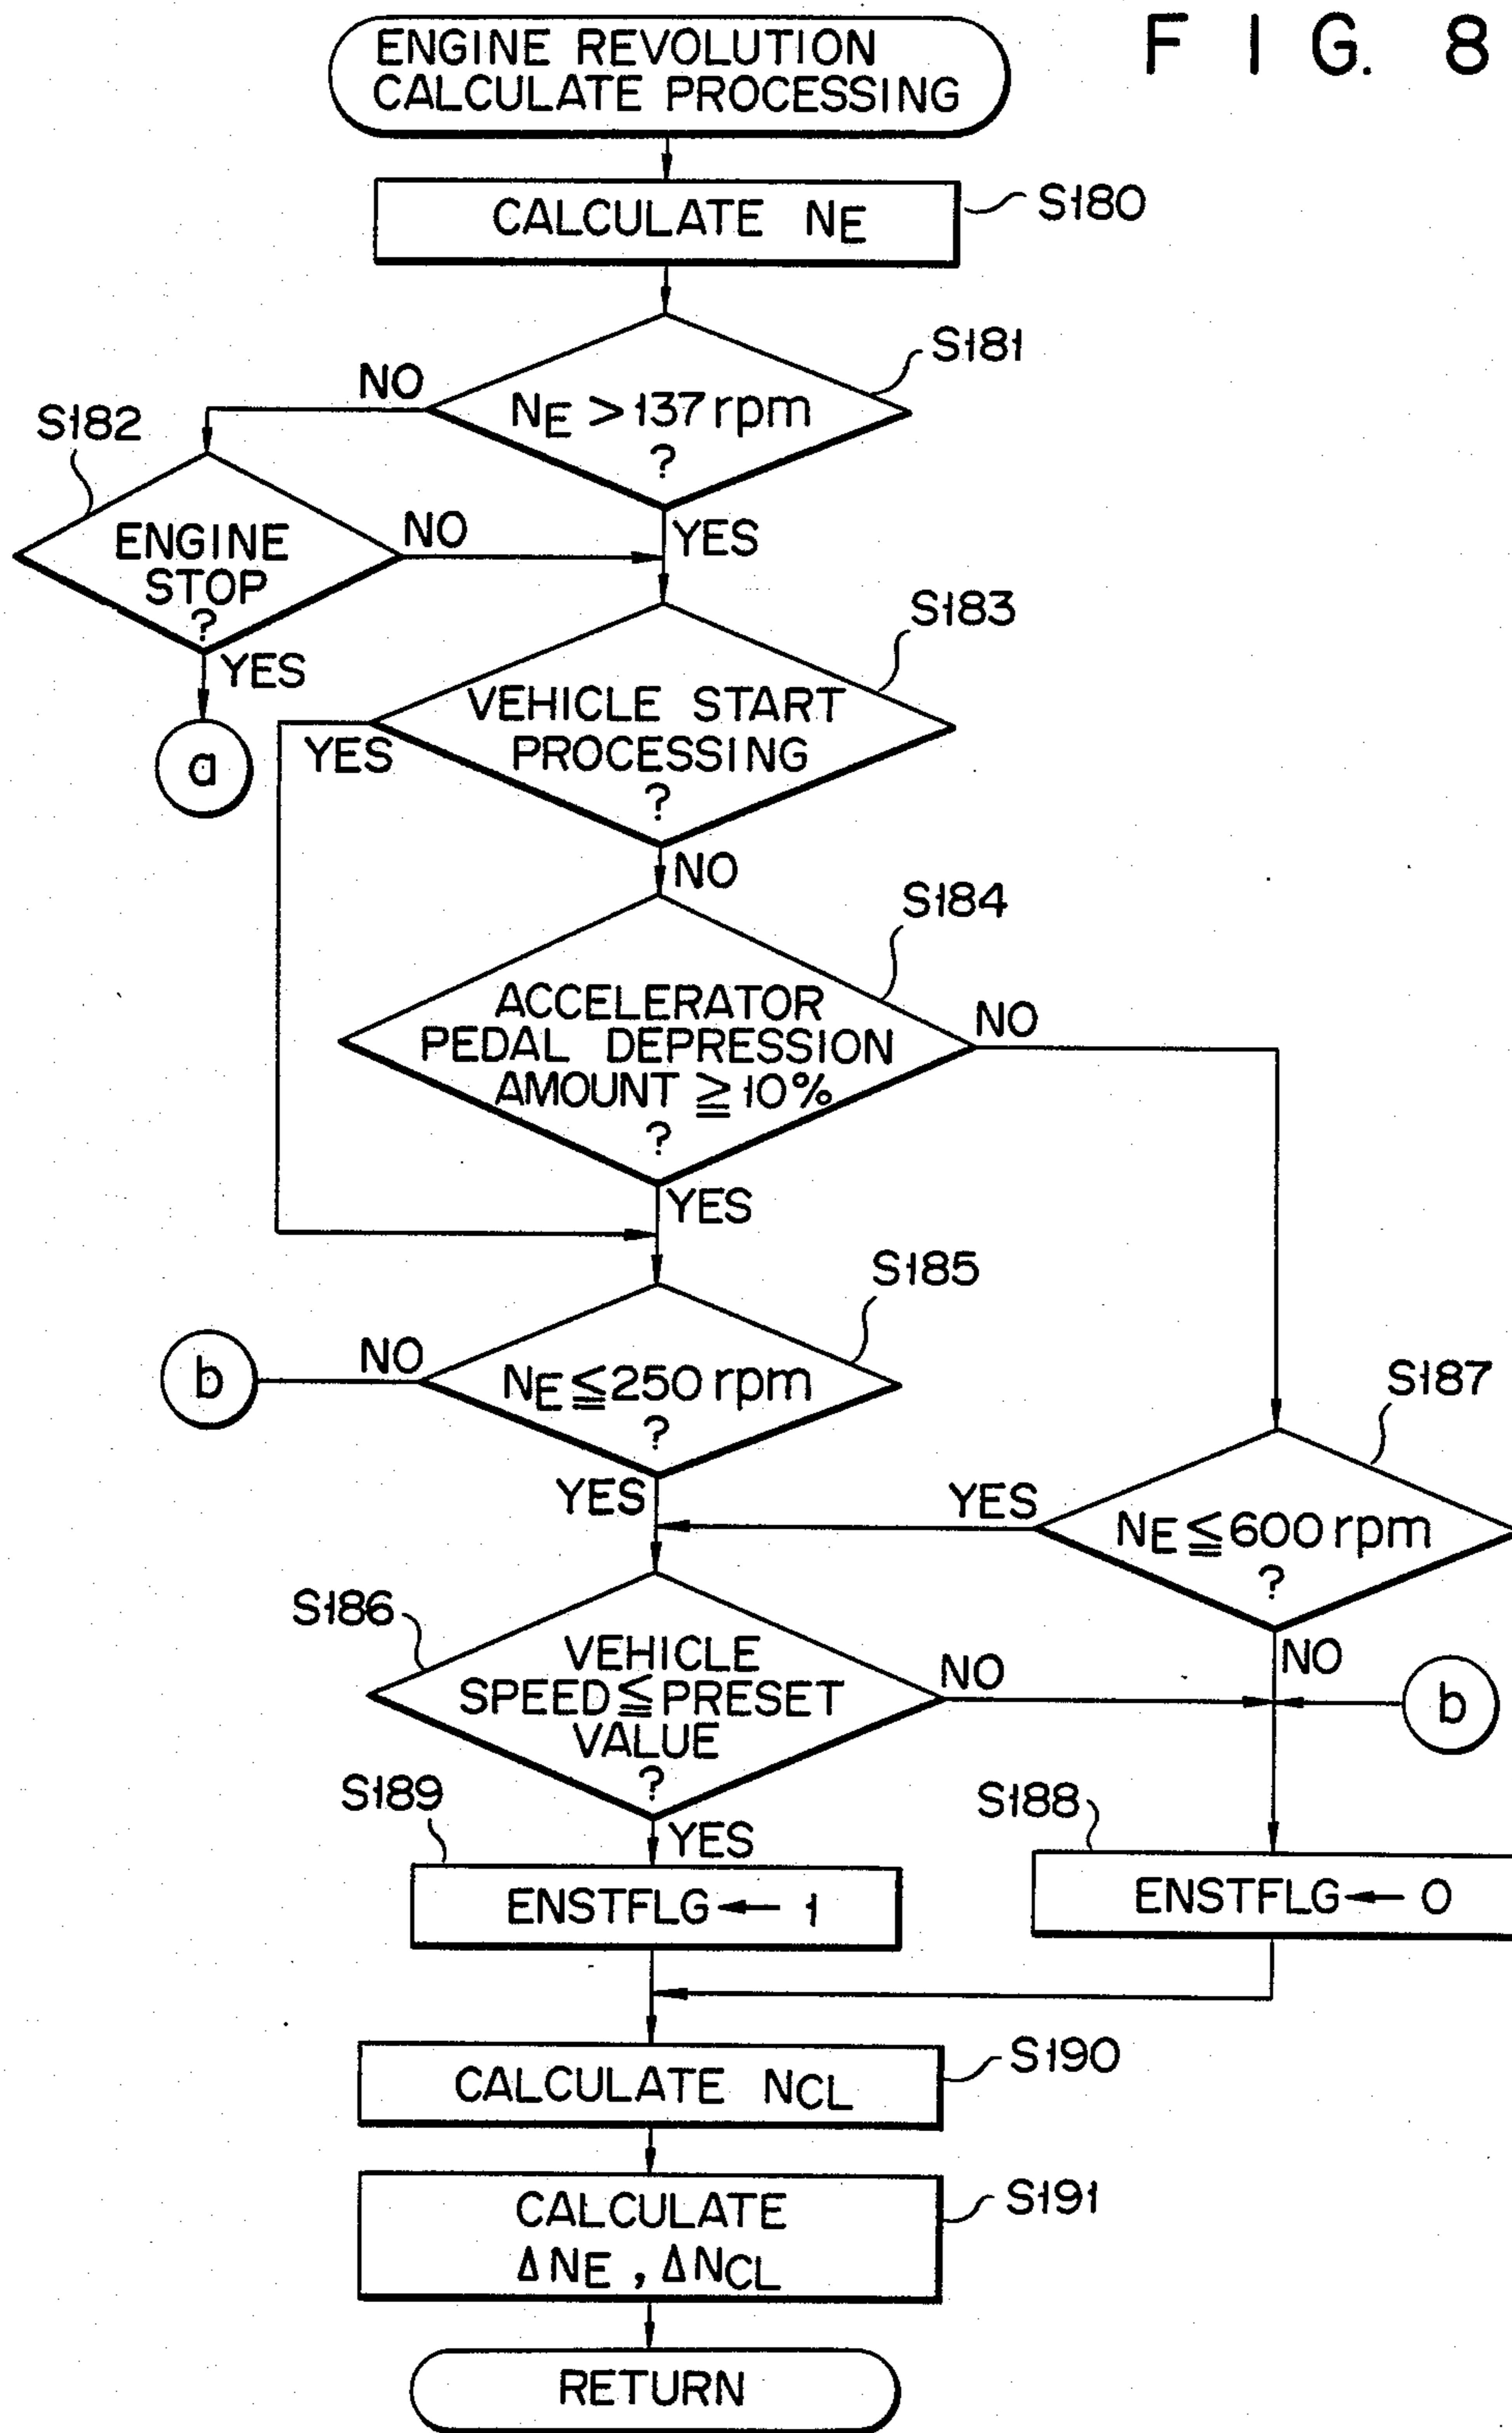 FIG. 8
ENGINE REVOLUTION
CALCULATE PROCESSING
CALCULATE NE
S180
S181
NO
NE > 137 rpm
?
YES
S182
ENGINE
STOP
?
NO
YES
a
S183
VEHICLE START
PROCESSING
?
YES
NO
S184
ACCELERATOR
PEDAL DEPRESSION
AMOUNT ≧ 10%
?
NO
YES
S185
b
NO
NE ≦ 250 rpm
?
YES
S187
YES
NE ≦ 600 rpm
?
NO
S186
VEHICLE
SPEED ≦ PRESET
VALUE
?
NO
b
YES
S189
ENSTFLG ← 1
S188
ENSTFLG ← 0
CALCULATE NCL
S190
CALCULATE
ΔNE , ΔNCL
S191
RETURN